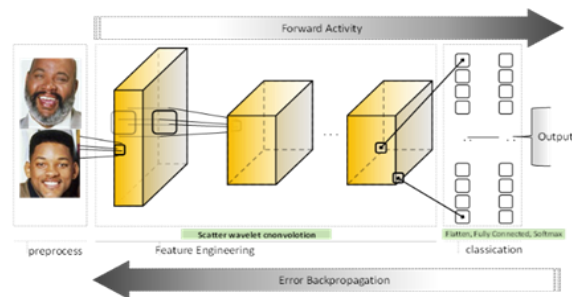 Forward Activity
...
Output
Scatter wavelet cnonvolotion
Flatten, Fully Connected, Softmax
preprocess
Feature Engineering
classication
Error Backpropagation